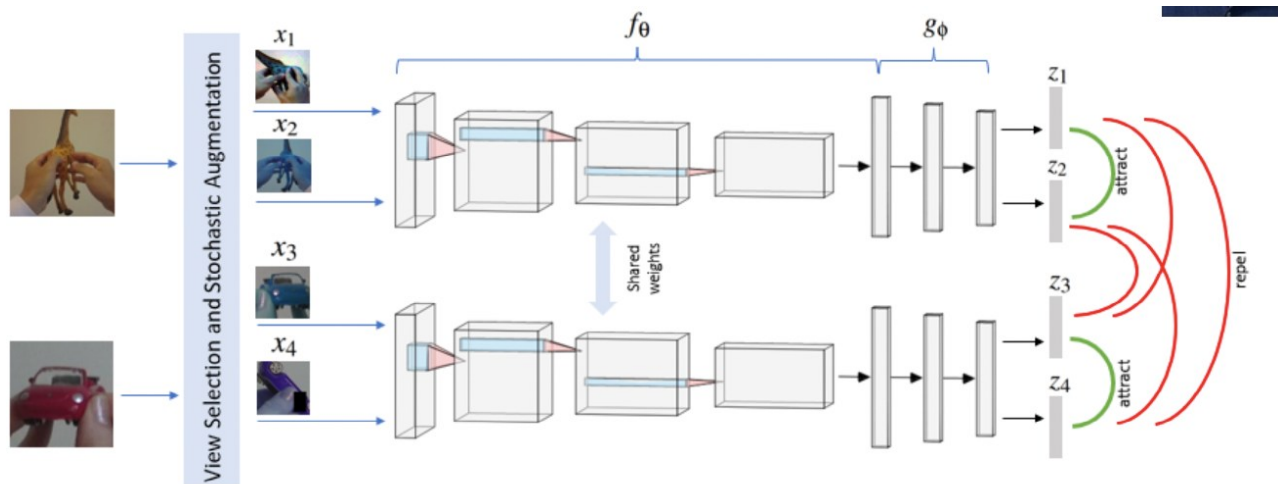 View Selection and Stochastic Augmentation
x₁
x₂
x₃
x₄
fθ
gϕ
Shared
weights
z₁
z₂
z₃
z₄
attract
attract
repel